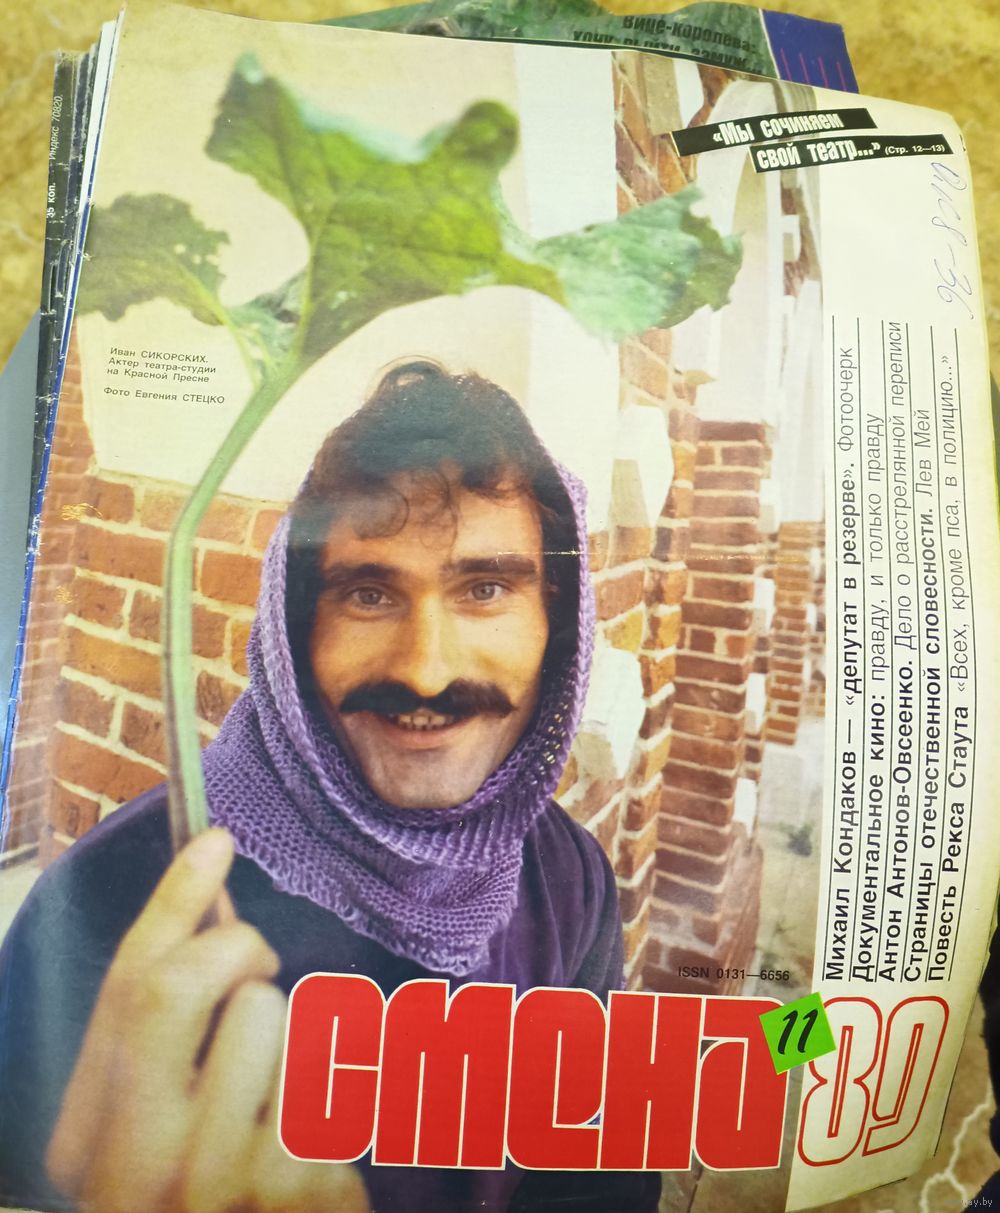 Вице-королева:
«Мы сочиняем
свой театр...» (Стр. 12—13)
35 коп. Индекс 70820.
Иван СИКОРСКИХ.
Актер театра-студии
на Красной Пресне
Фото Евгения СТЕЦКО
Михаил Кондаков — «депутат в резерве». Фотоочерк
Документальное кино: правду, и только правду
Антон Антонов-Овсеенко. Дело о расстрелянной переписи
Страницы отечественной словесности. Лев Мей
Повесть Рекса Стаута «Всех, кроме пса, в полицию...»
ISSN 0131—6656
СМЕНА
11
89